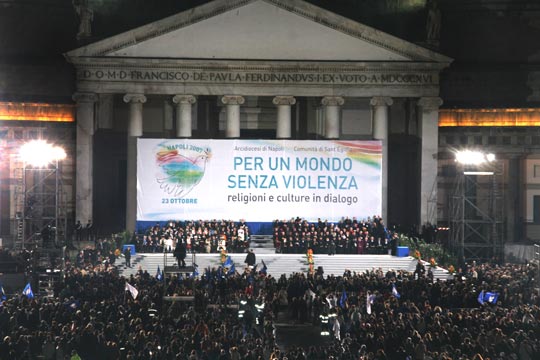 D·O·M·D·FRANCISCO·DE·PAVLA·FERDINANDVS·I·EX·VOTO·A·MDCCCXVI
NAPOLI 2007
Arcidiocesi di Napoli Comunità di Sant'Egidio
PER UN MONDO
SENZA VIOLENZA
religioni e culture in dialogo
23 OTTOBRE